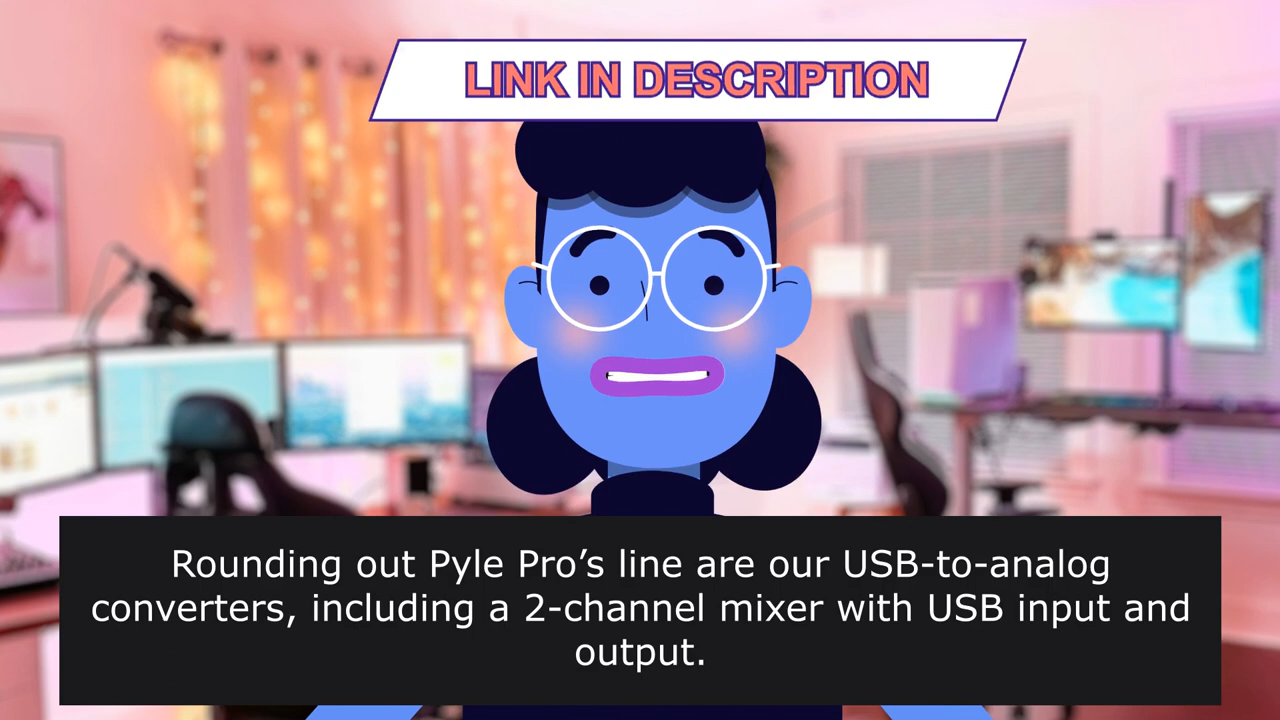 LINK IN DESCRIPTION
Rounding out Pyle Pro’s line are our USB-to-analog
converters, including a 2-channel mixer with USB input and
output.